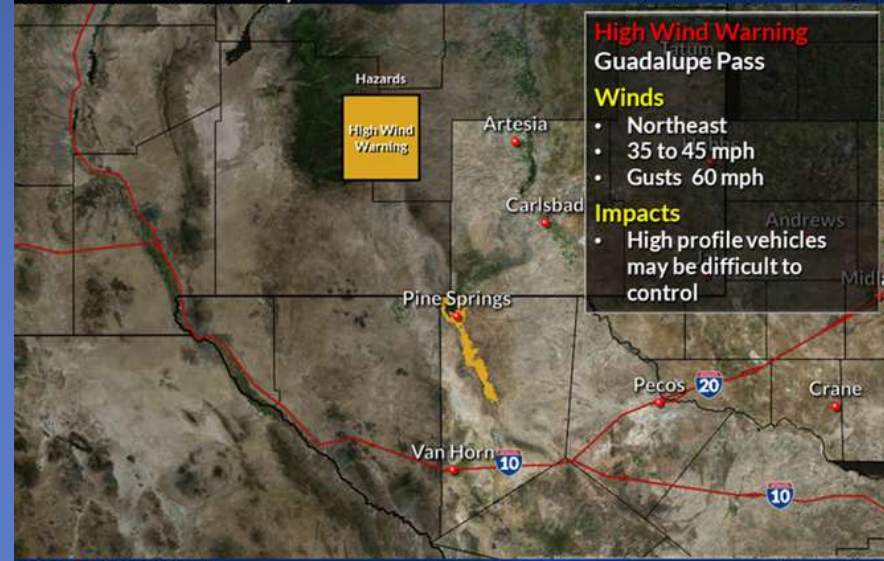 High Wind Warning
Guadalupe Pass
Winds
• Northeast
• 35 to 45 mph
• Gusts 60 mph
Impacts
• High profile vehicles
may be difficult to
control
Hazards
High Wind
Warning
Tatum
Artesia
Carlsbad
Andrews
Pine Springs
Pecos
20
Crane
Van Horn
10
10